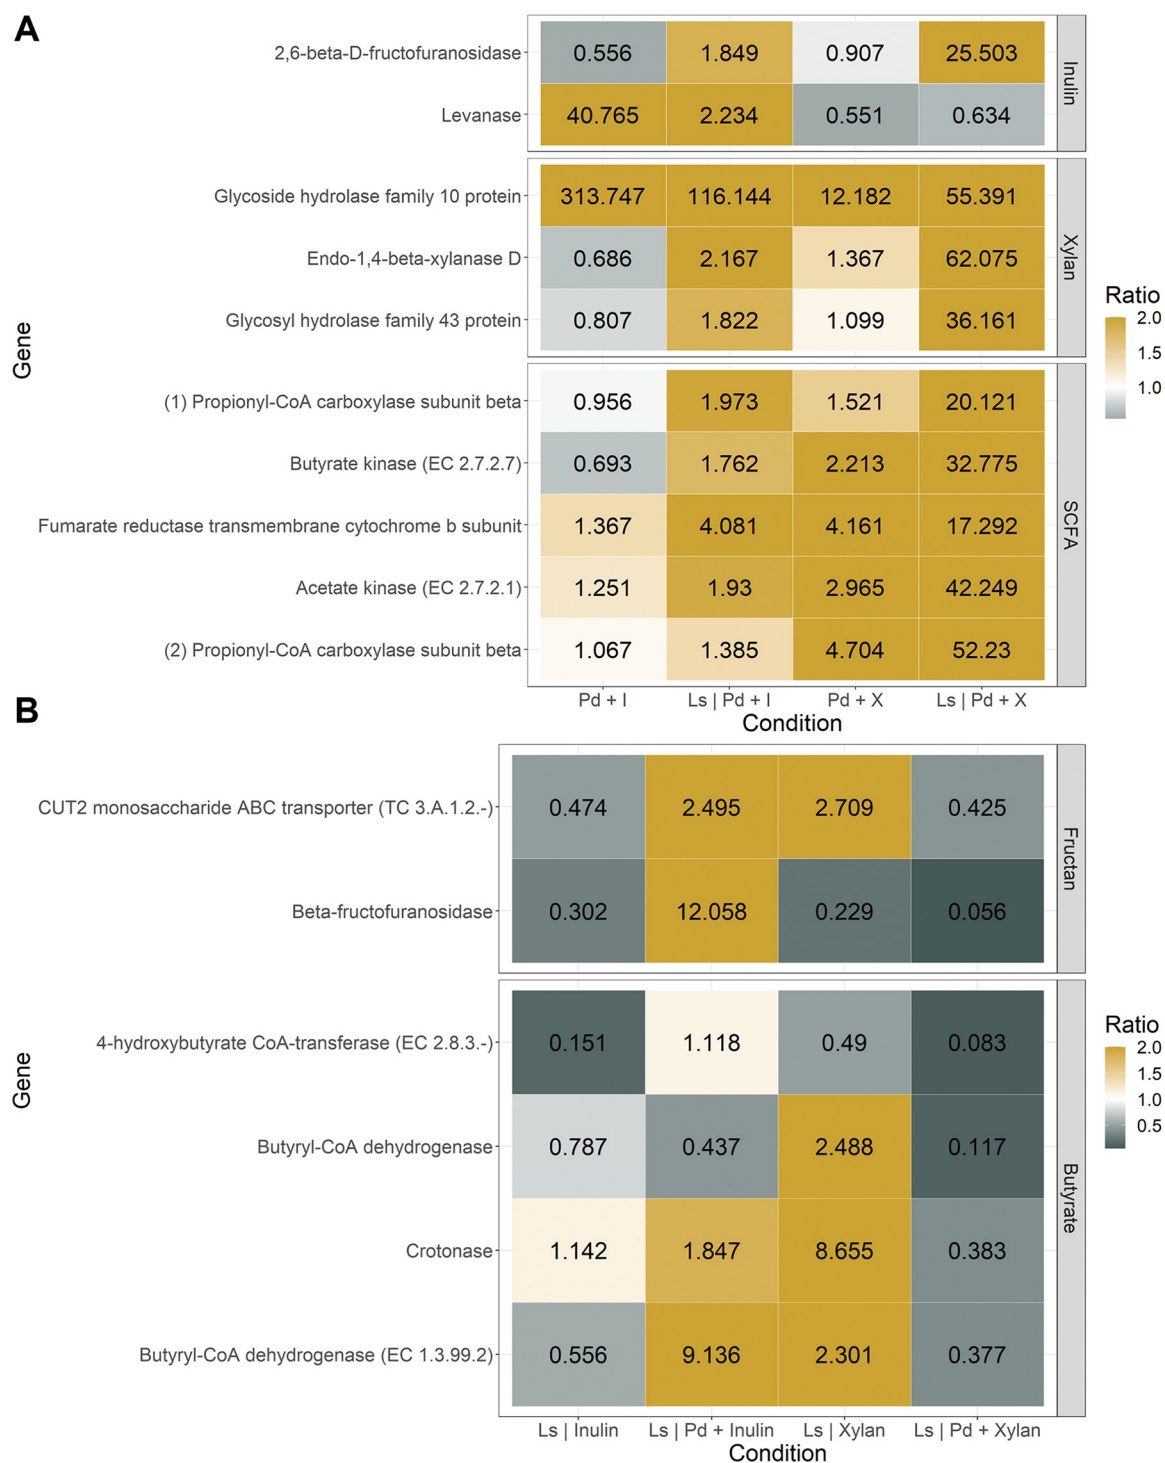 A
2,6-beta-D-fructofuranosidase 0.556 1.849 0.907 25.503
Levanase 40.765 2.234 0.551 0.634
Inulin
Glycoside hydrolase family 10 protein 313.747 116.144 12.182 55.391
Endo-1,4-beta-xylanase D 0.686 2.167 1.367 62.075
Glycosyl hydrolase family 43 protein 0.807 1.822 1.099 36.161
Xylan
(1) Propionyl-CoA carboxylase subunit beta 0.956 1.973 1.521 20.121
Butyrate kinase (EC 2.7.2.7) 0.693 1.762 2.213 32.775
Fumarate reductase transmembrane cytochrome b subunit 1.367 4.081 4.161 17.292
Acetate kinase (EC 2.7.2.1) 1.251 1.93 2.965 42.249
(2) Propionyl-CoA carboxylase subunit beta 1.067 1.385 4.704 52.23
SCFA
Gene
Pd + I Ls | Pd + I Pd + X Ls | Pd + X
Condition
Ratio
2.0
1.5
1.0
B
CUT2 monosaccharide ABC transporter (TC 3.A.1.2.-) 0.474 2.495 2.709 0.425
Beta-fructofuranosidase 0.302 12.058 0.229 0.056
Fructan
4-hydroxybutyrate CoA-transferase (EC 2.8.3.-) 0.151 1.118 0.49 0.083
Butyryl-CoA dehydrogenase 0.787 0.437 2.488 0.117
Crotonase 1.142 1.847 8.655 0.383
Butyryl-CoA dehydrogenase (EC 1.3.99.2) 0.556 9.136 2.301 0.377
Butyrate
Gene
Ls | Inulin Ls | Pd + Inulin Ls | Xylan Ls | Pd + Xylan
Condition
Ratio
2.0
1.5
1.0
0.5